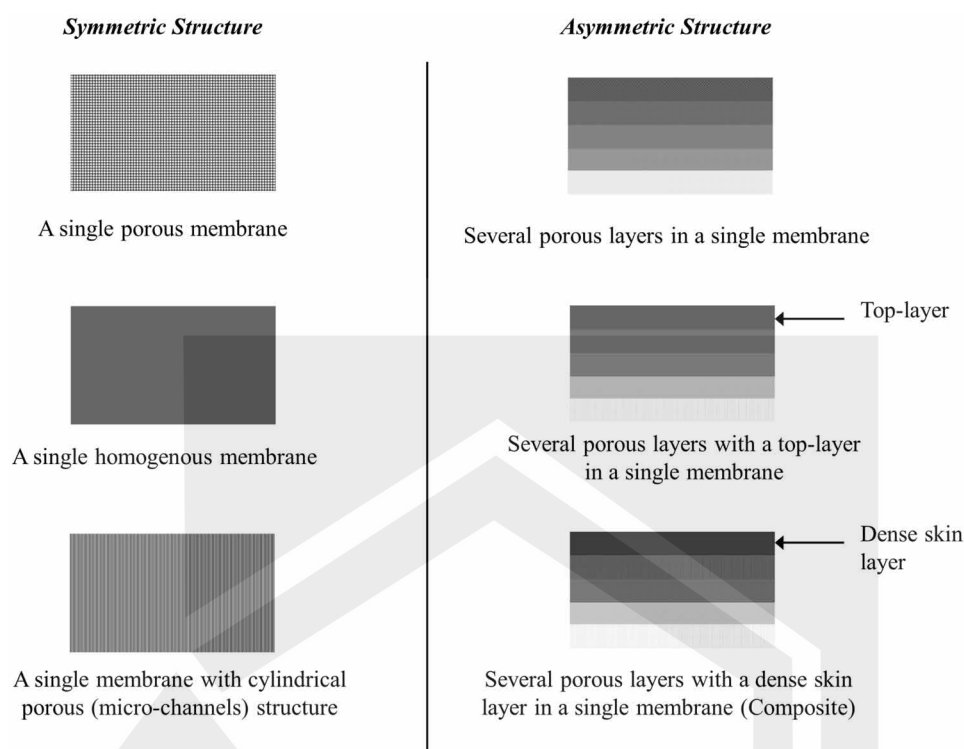 Symmetric Structure
Asymmetric Structure
A single porous membrane
Several porous layers in a single membrane
Top-layer
A single homogenous membrane
Several porous layers with a top-layer
in a single membrane
Dense skin
layer
A single membrane with cylindrical
porous (micro-channels) structure
Several porous layers with a dense skin
layer in a single membrane (Composite)